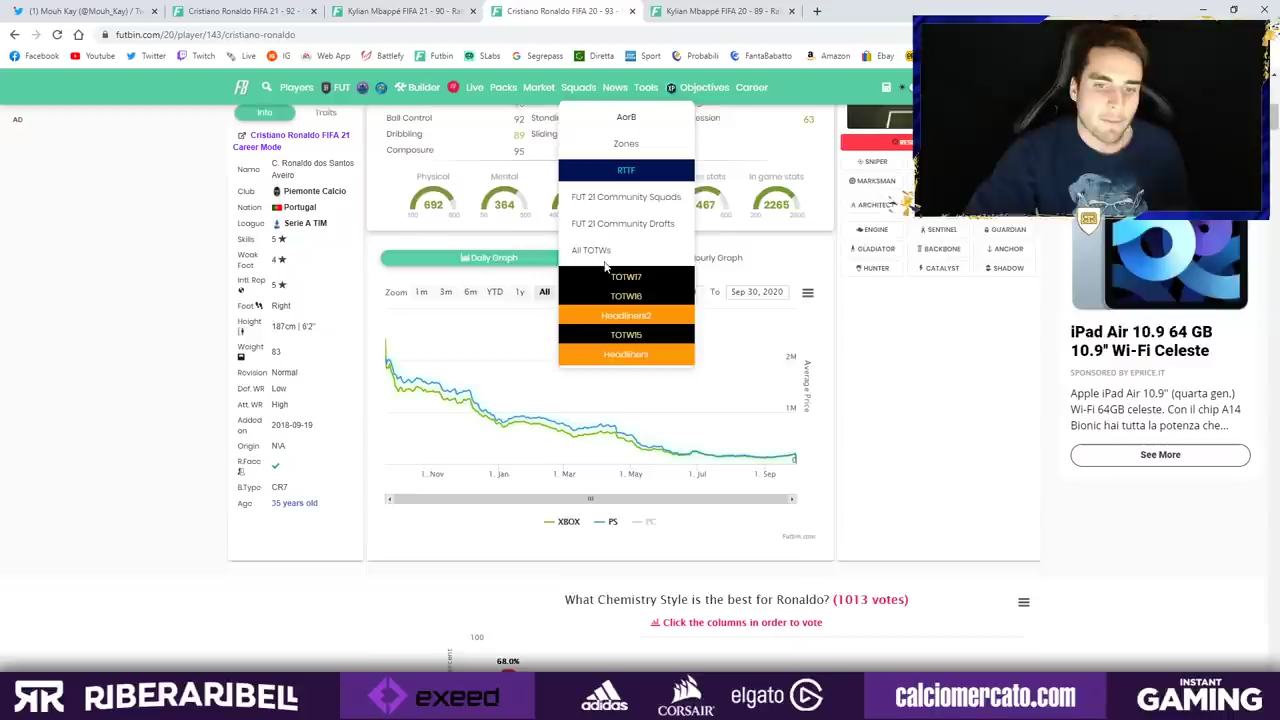 (1) Mouh Kay (@Mouh_Kay) / T
Cristiano Ronaldo FIFA 21 - 92 -
Kylian Mbappé FIFA 21 - 90 - Ra
Cristiano Ronaldo FIFA 20 - 93 -
Kylian Mbappé FIFA 20 - 89 - Ra
Facebook Youtube Twitter Twitch Live IG Web App Battlefy Futbin SLabs Segrepass Diretta Sport Probabili FantaBabatto Amazon Ebay
Players FUT Builder Live Packs Market Squads News Tools Objectives Career
AD
Info
Traits
Cristiano Ronaldo FIFA 21 Career Mode
Name C. Ronaldo dos Santos Aveiro
Club Piemonte Calcio
Nation Portugal
League Serie A TIM
Skills 5
Weak Foot 4
Intl. Rep 5
Foot Right
Height 187cm | 6'2"
Weight 83
Revision Normal
Def. WR Low
Att. WR High
Added on 2018-09-19
Origin N\A
R.Face
B.Type CR7
Age 35 years old
Ball Control 92
Dribbling 89
Composure 95
63
Physical
692
Mental
364
467
In game stats
2265
Daily Graph
Zoom 1m 3m 6m YTD 1y All
To Sep 30, 2020
AorB
Zones
RTTF
FUT 21 Community Squads
FUT 21 Community Drafts
All TOTWs
TOTW17
TOTW16
Headliners2
TOTW15
Headliners
2M
1M
0
Average Price
1. Nov 1. Jan 1. Mar 1. May 1. Jul 1. Sep
XBOX PS PC
Futbin.com
SNIPER
MARKSMAN
ARCHITECT
ENGINE SENTINEL GUARDIAN
GLADIATOR BACKBONE ANCHOR
HUNTER CATALYST SHADOW
iPad Air 10.9 64 GB
10.9" Wi-Fi Celeste
SPONSORED BY EPRICE.IT
Apple iPad Air 10.9" (quarta gen.)
Wi-Fi 64GB celeste. Con il chip A14
Bionic hai tutta la potenza che...
See More
What Chemistry Style is the best for Ronaldo? (1013 votes)
Click the columns in order to vote
100
68.0%
RR RIBERARIBELL exeed adidas CORSAIR elgato calciomercato.com INSTANT GAMING